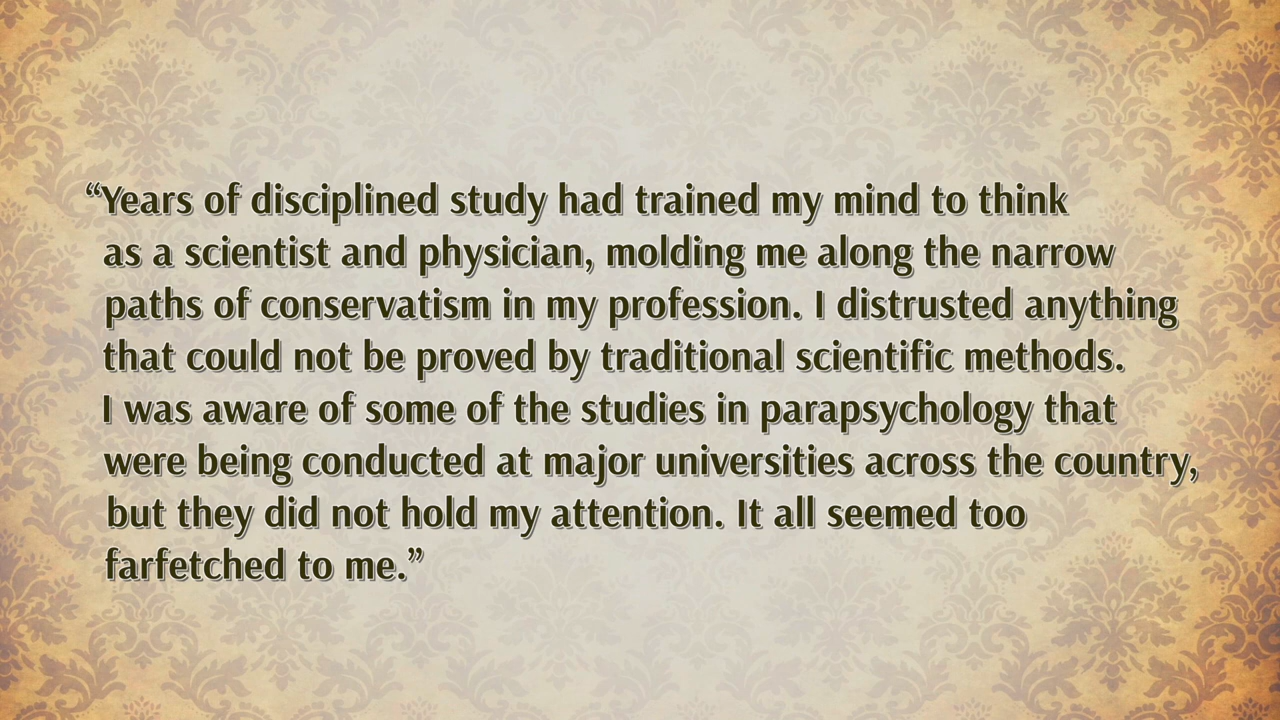 “Years of disciplined study had trained my mind to think
as a scientist and physician, molding me along the narrow
paths of conservatism in my profession. I distrusted anything
that could not be proved by traditional scientific methods.
I was aware of some of the studies in parapsychology that
were being conducted at major universities across the country,
but they did not hold my attention. It all seemed too
farfetched to me.”